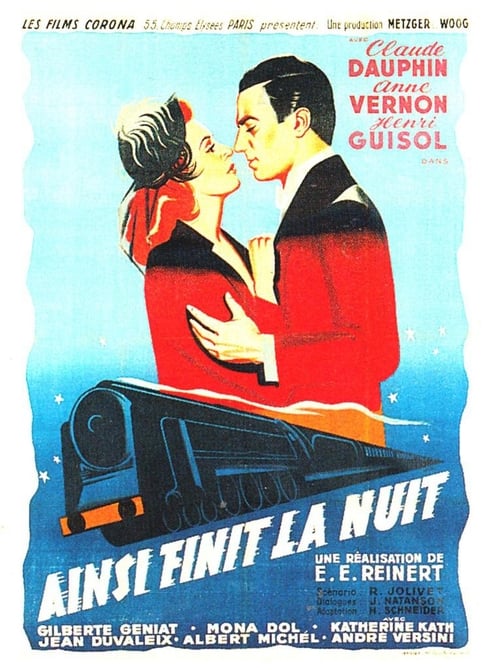 LES FILMS CORONA 55, Champs Elysées PARIS présentent: Une production METZGER WOOG
AVEC
Claude
DAUPHIN
Anne
VERNON
Henri
GUISOL
DANS
AINSI FINIT LA NUIT
UNE RÉALISATION DE
E. E. REINERT
Scénario R. JOLIVET
Dialogues J. NATANSON
Adaptation H. SCHNEIDER
AVEC
GILBERTE GENIAT · MONA DOL · KATHERINE KATH
JEAN DUVALEIX · ALBERT MICHEL · ANDRÉ VERSINI